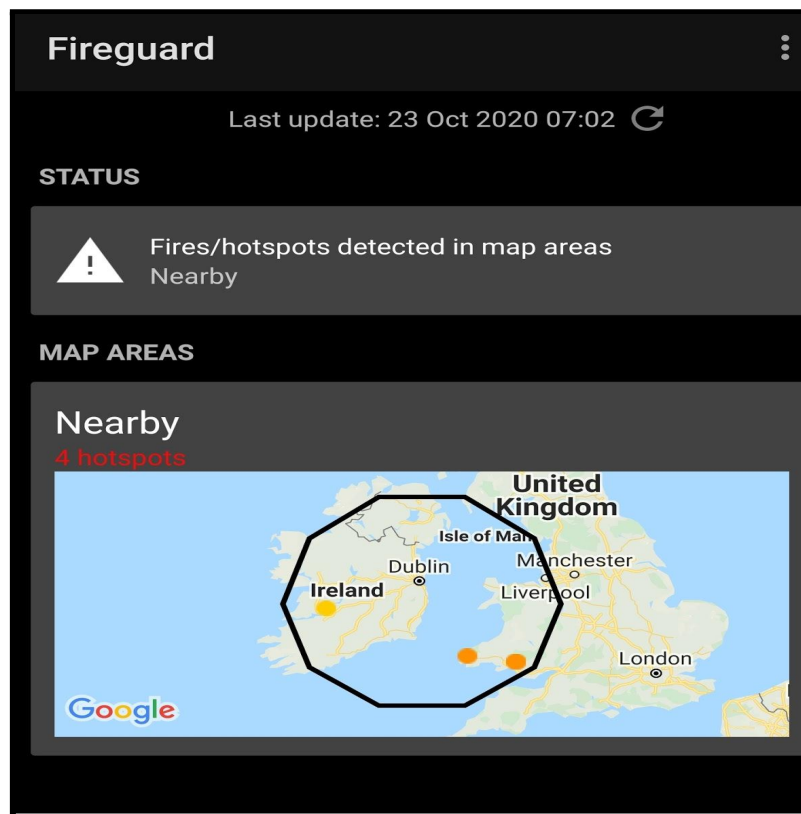 Fireguard
Last update: 23 Oct 2020 07:02
STATUS
Fires/hotspots detected in map areas
Nearby
MAP AREAS
Nearby
4 hotspots
United
Kingdom
Isle of Man
Manchester
Dublin
Ireland
Liverpool
London
Google